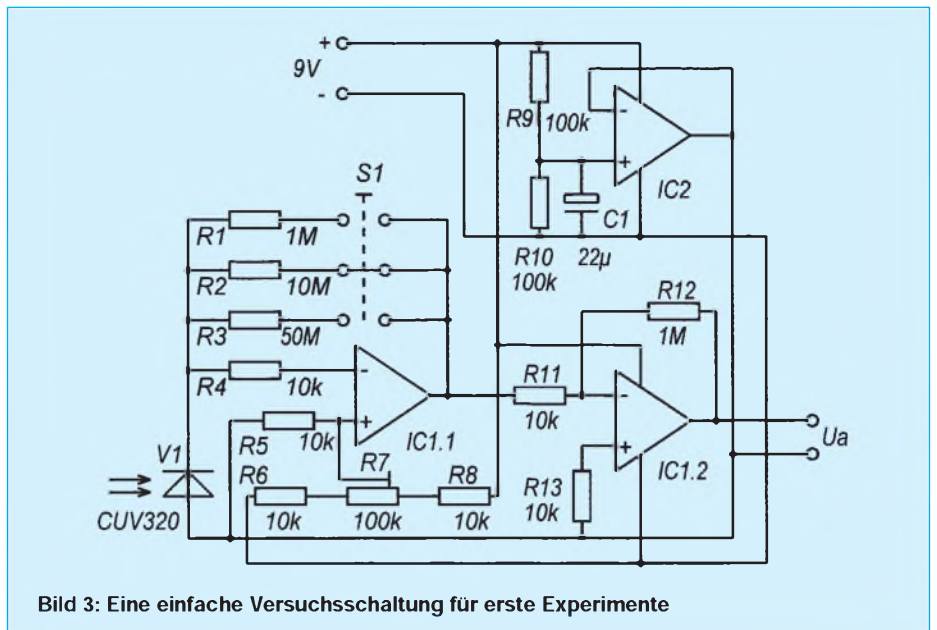 +
9V
-
R9
100k
-
+
IC2
C1
22µ
R10
100k
S1
R1
1M
R2
10M
R3
50M
R4
10k
-
+
IC1.1
R5
10k
V1
CUV320
R6
10k
R7
100k
R8
10k
R11
10k
R12
1M
-
+
IC1.2
R13
10k
Ua
Bild 3: Eine einfache Versuchsschaltung für erste Experimente